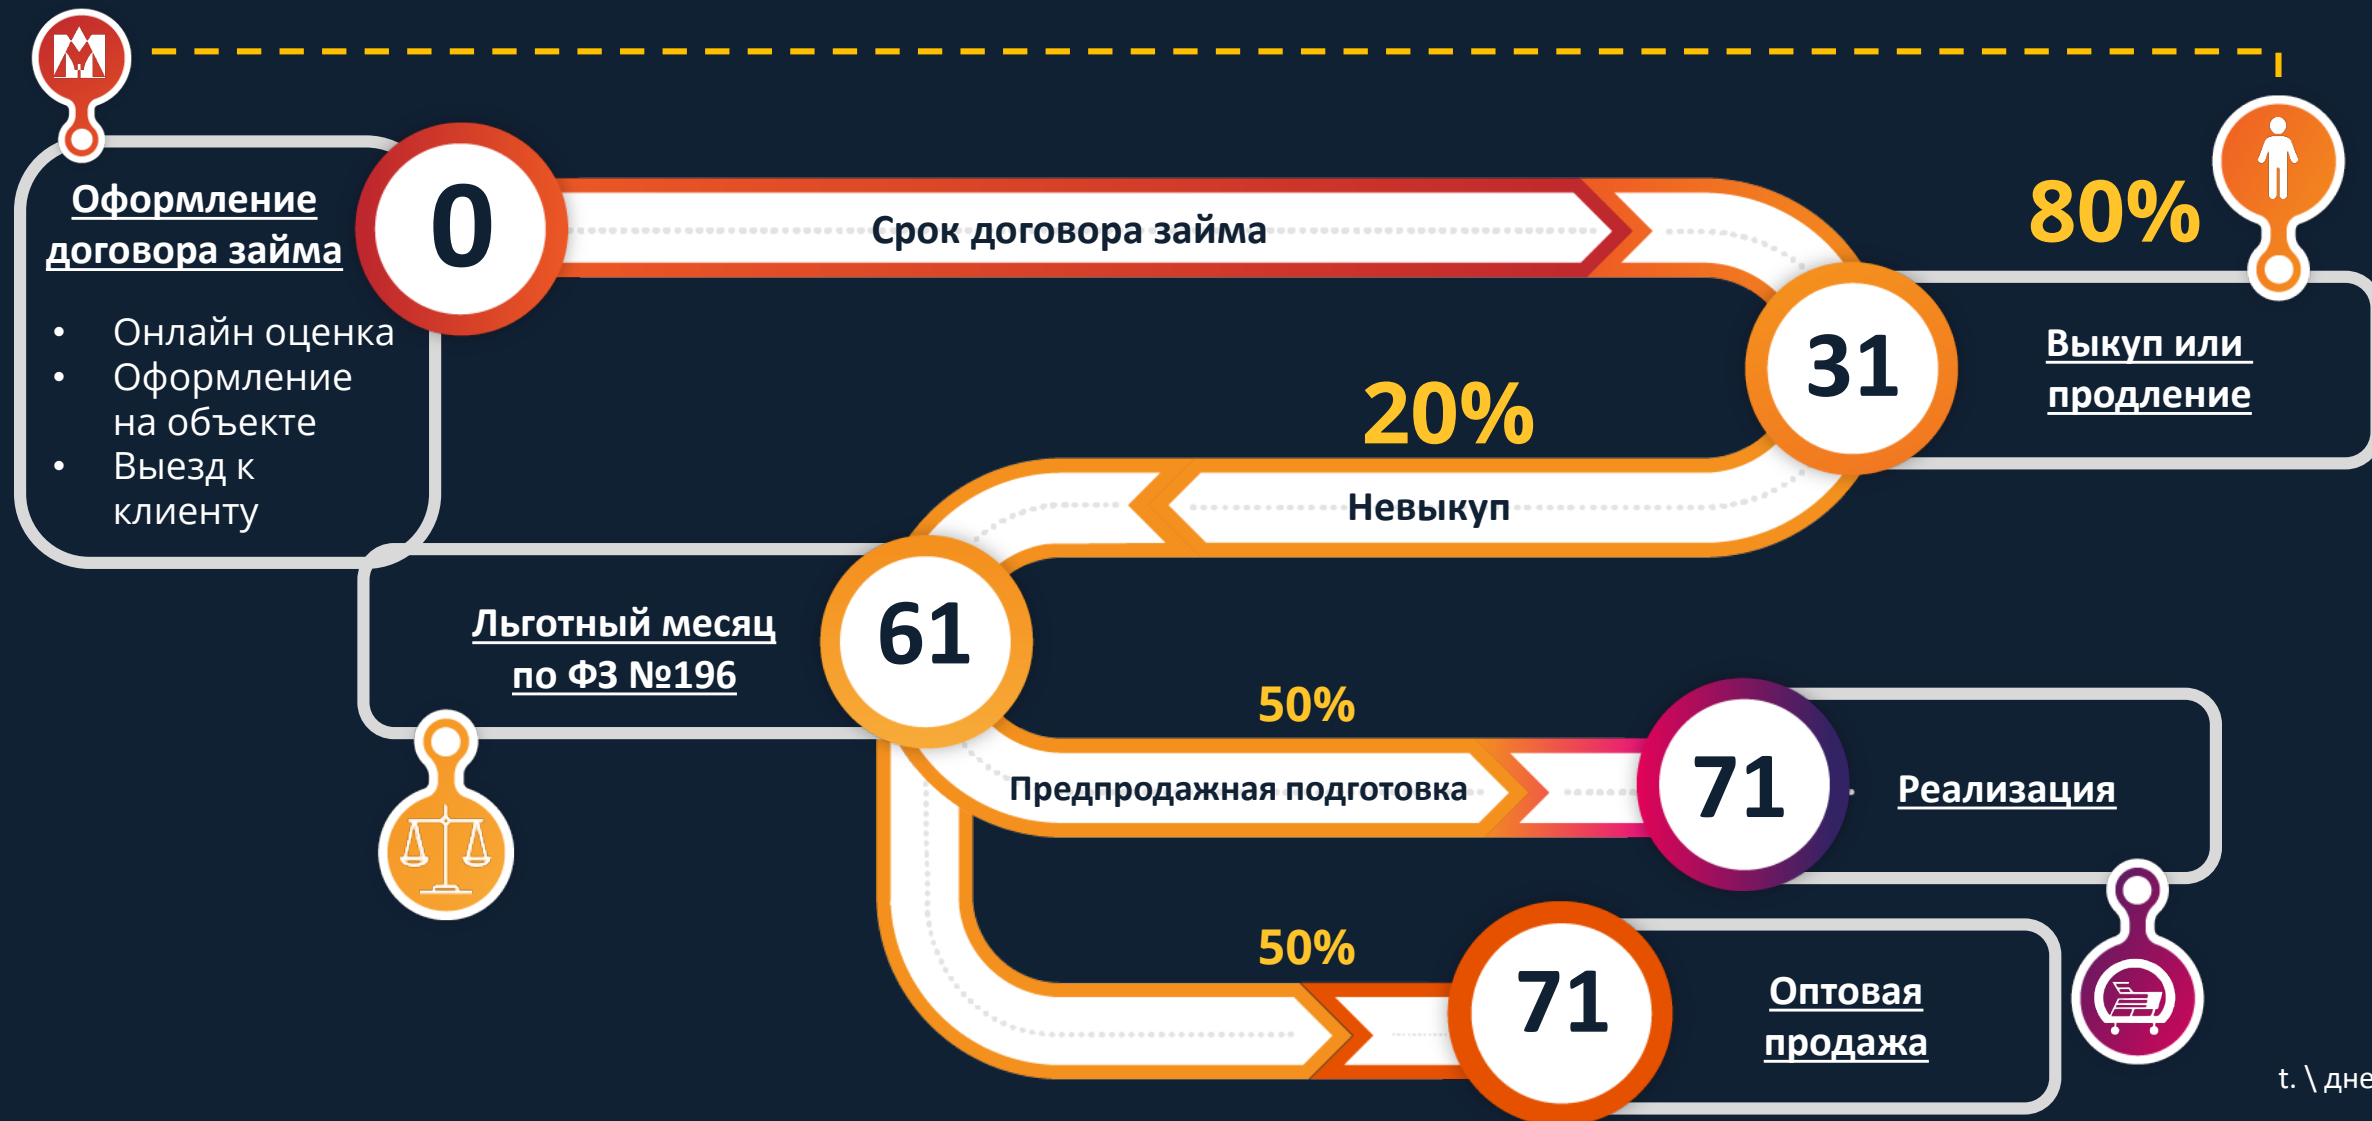 Оформление
договора займа
• Онлайн оценка
• Оформление
на объекте
• Выезд к
клиенту
0
Срок договора займа
80%
31
Выкуп или
продление
20%
Невыкуп
61
Льготный месяц
по ФЗ №196
50%
Предпродажная подготовка
71
Реализация
50%
71
Оптовая
продажа
t. \ дне